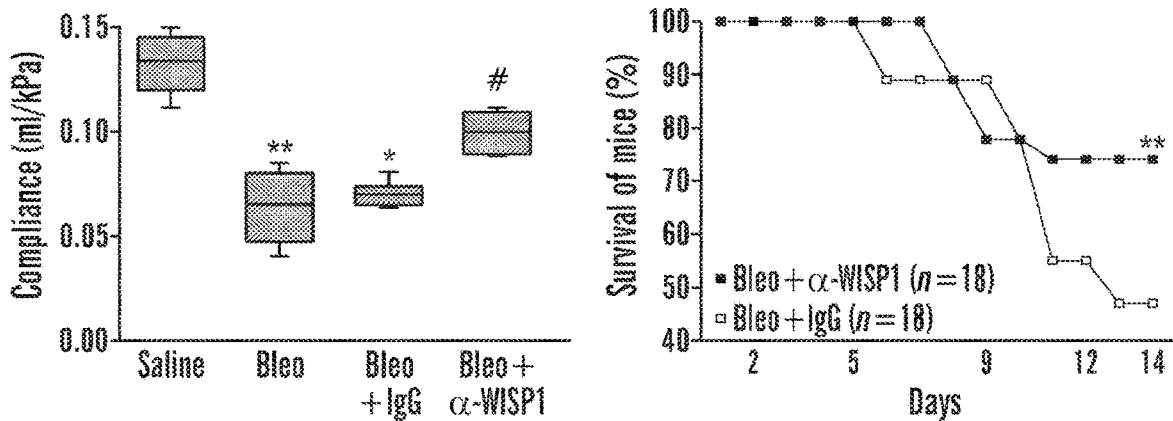 Compliance (ml/kPa)
0.15
0.10
0.05
0.00
**
*
#
Saline
Bleo
Bleo
+ IgG
Bleo +
α-WISP1
Survival of mice (%)
100
90
80
70
60
50
40
**
Bleo + α-WISP1 (n = 18)
Bleo + IgG (n = 18)
2
5
9
12
14
Days